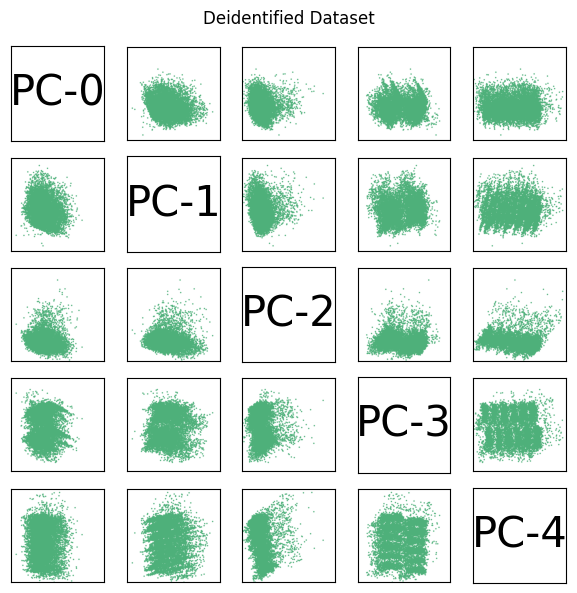 Deidentified Dataset
PC-0
PC-1
PC-2
PC-3
PC-4